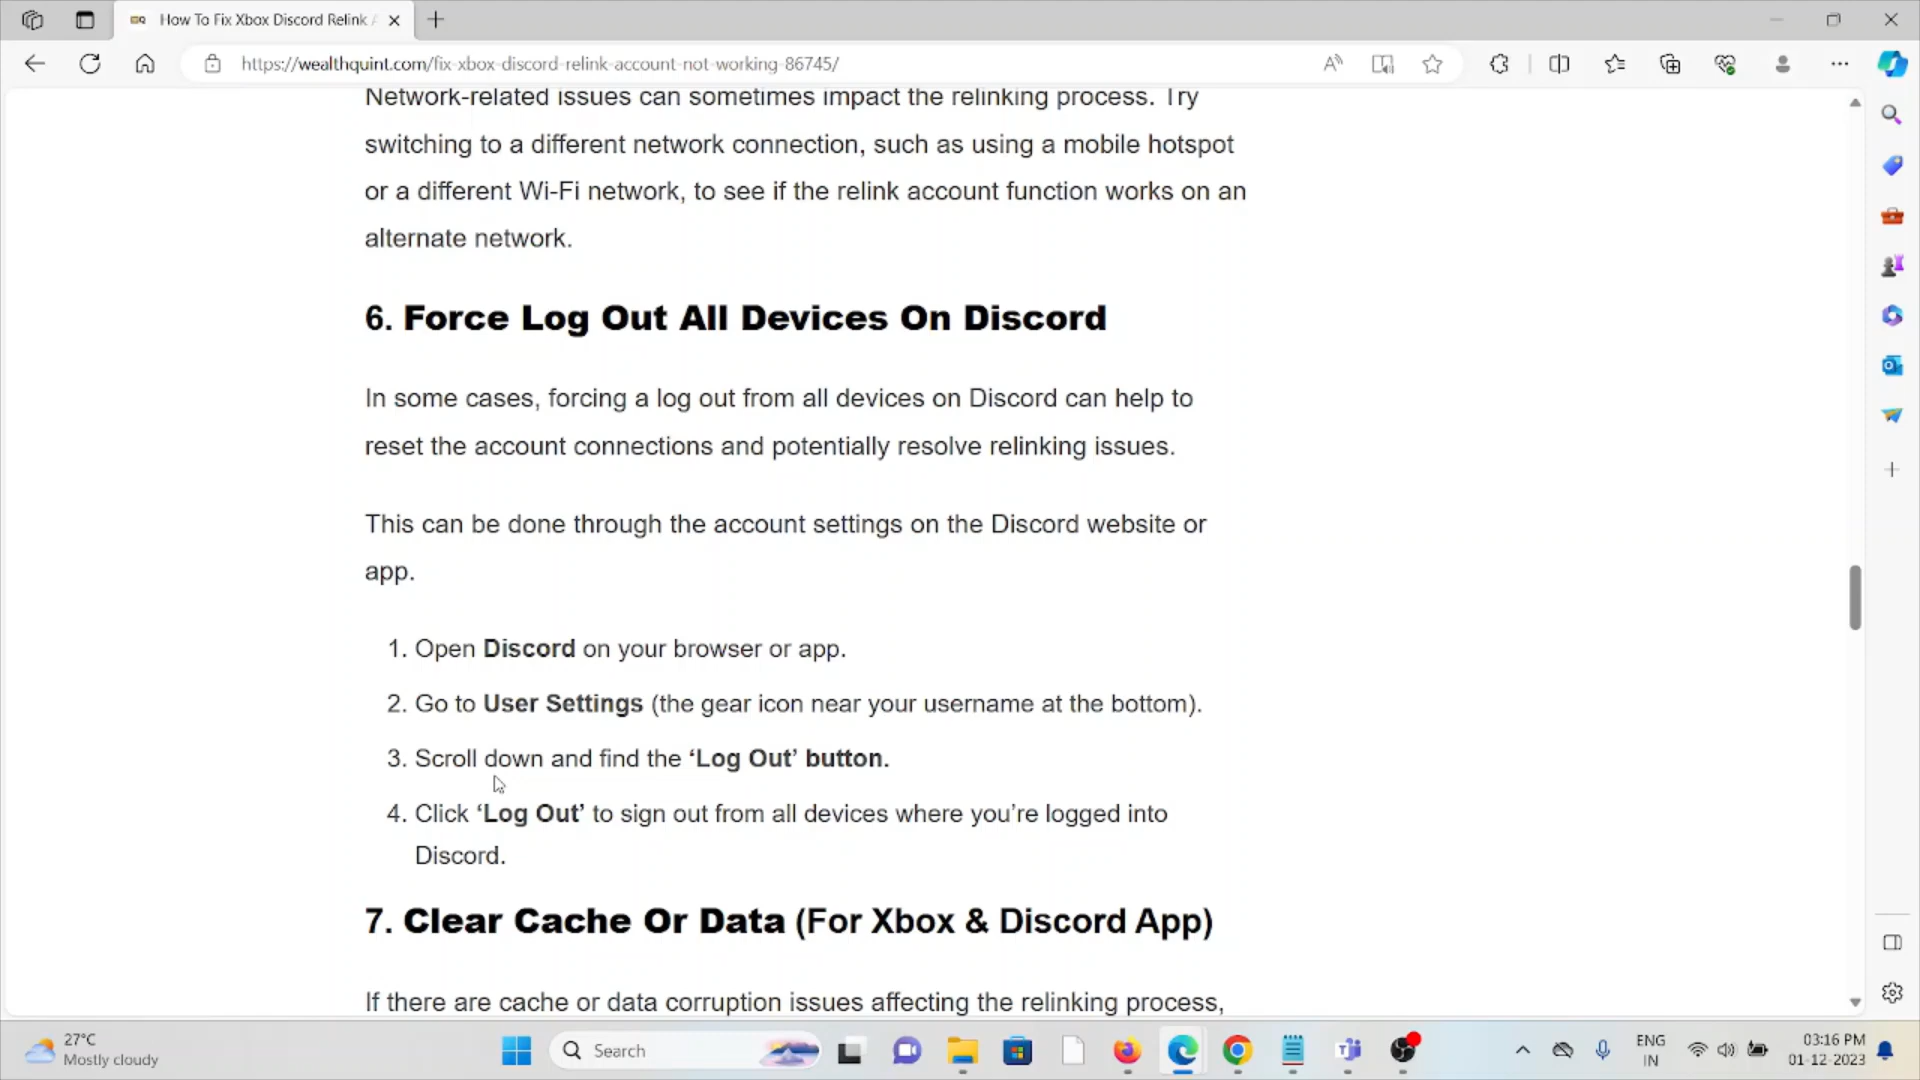 How To Fix Xbox Discord Relink A
https://wealthquint.com/fix-xbox-discord-relink-account-not-working-86745/
Network-related issues can sometimes impact the relinking process. Try
switching to a different network connection, such as using a mobile hotspot
or a different Wi-Fi network, to see if the relink account function works on an
alternate network.
6. Force Log Out All Devices On Discord
In some cases, forcing a log out from all devices on Discord can help to
reset the account connections and potentially resolve relinking issues.
This can be done through the account settings on the Discord website or
app.
1. Open Discord on your browser or app.
2. Go to User Settings (the gear icon near your username at the bottom).
3. Scroll down and find the ‘Log Out’ button.
4. Click ‘Log Out’ to sign out from all devices where you’re logged into
Discord.
7. Clear Cache Or Data (For Xbox & Discord App)
If there are cache or data corruption issues affecting the relinking process,
27°C
Mostly cloudy
Search
ENG
IN
03:16 PM
01-12-2023